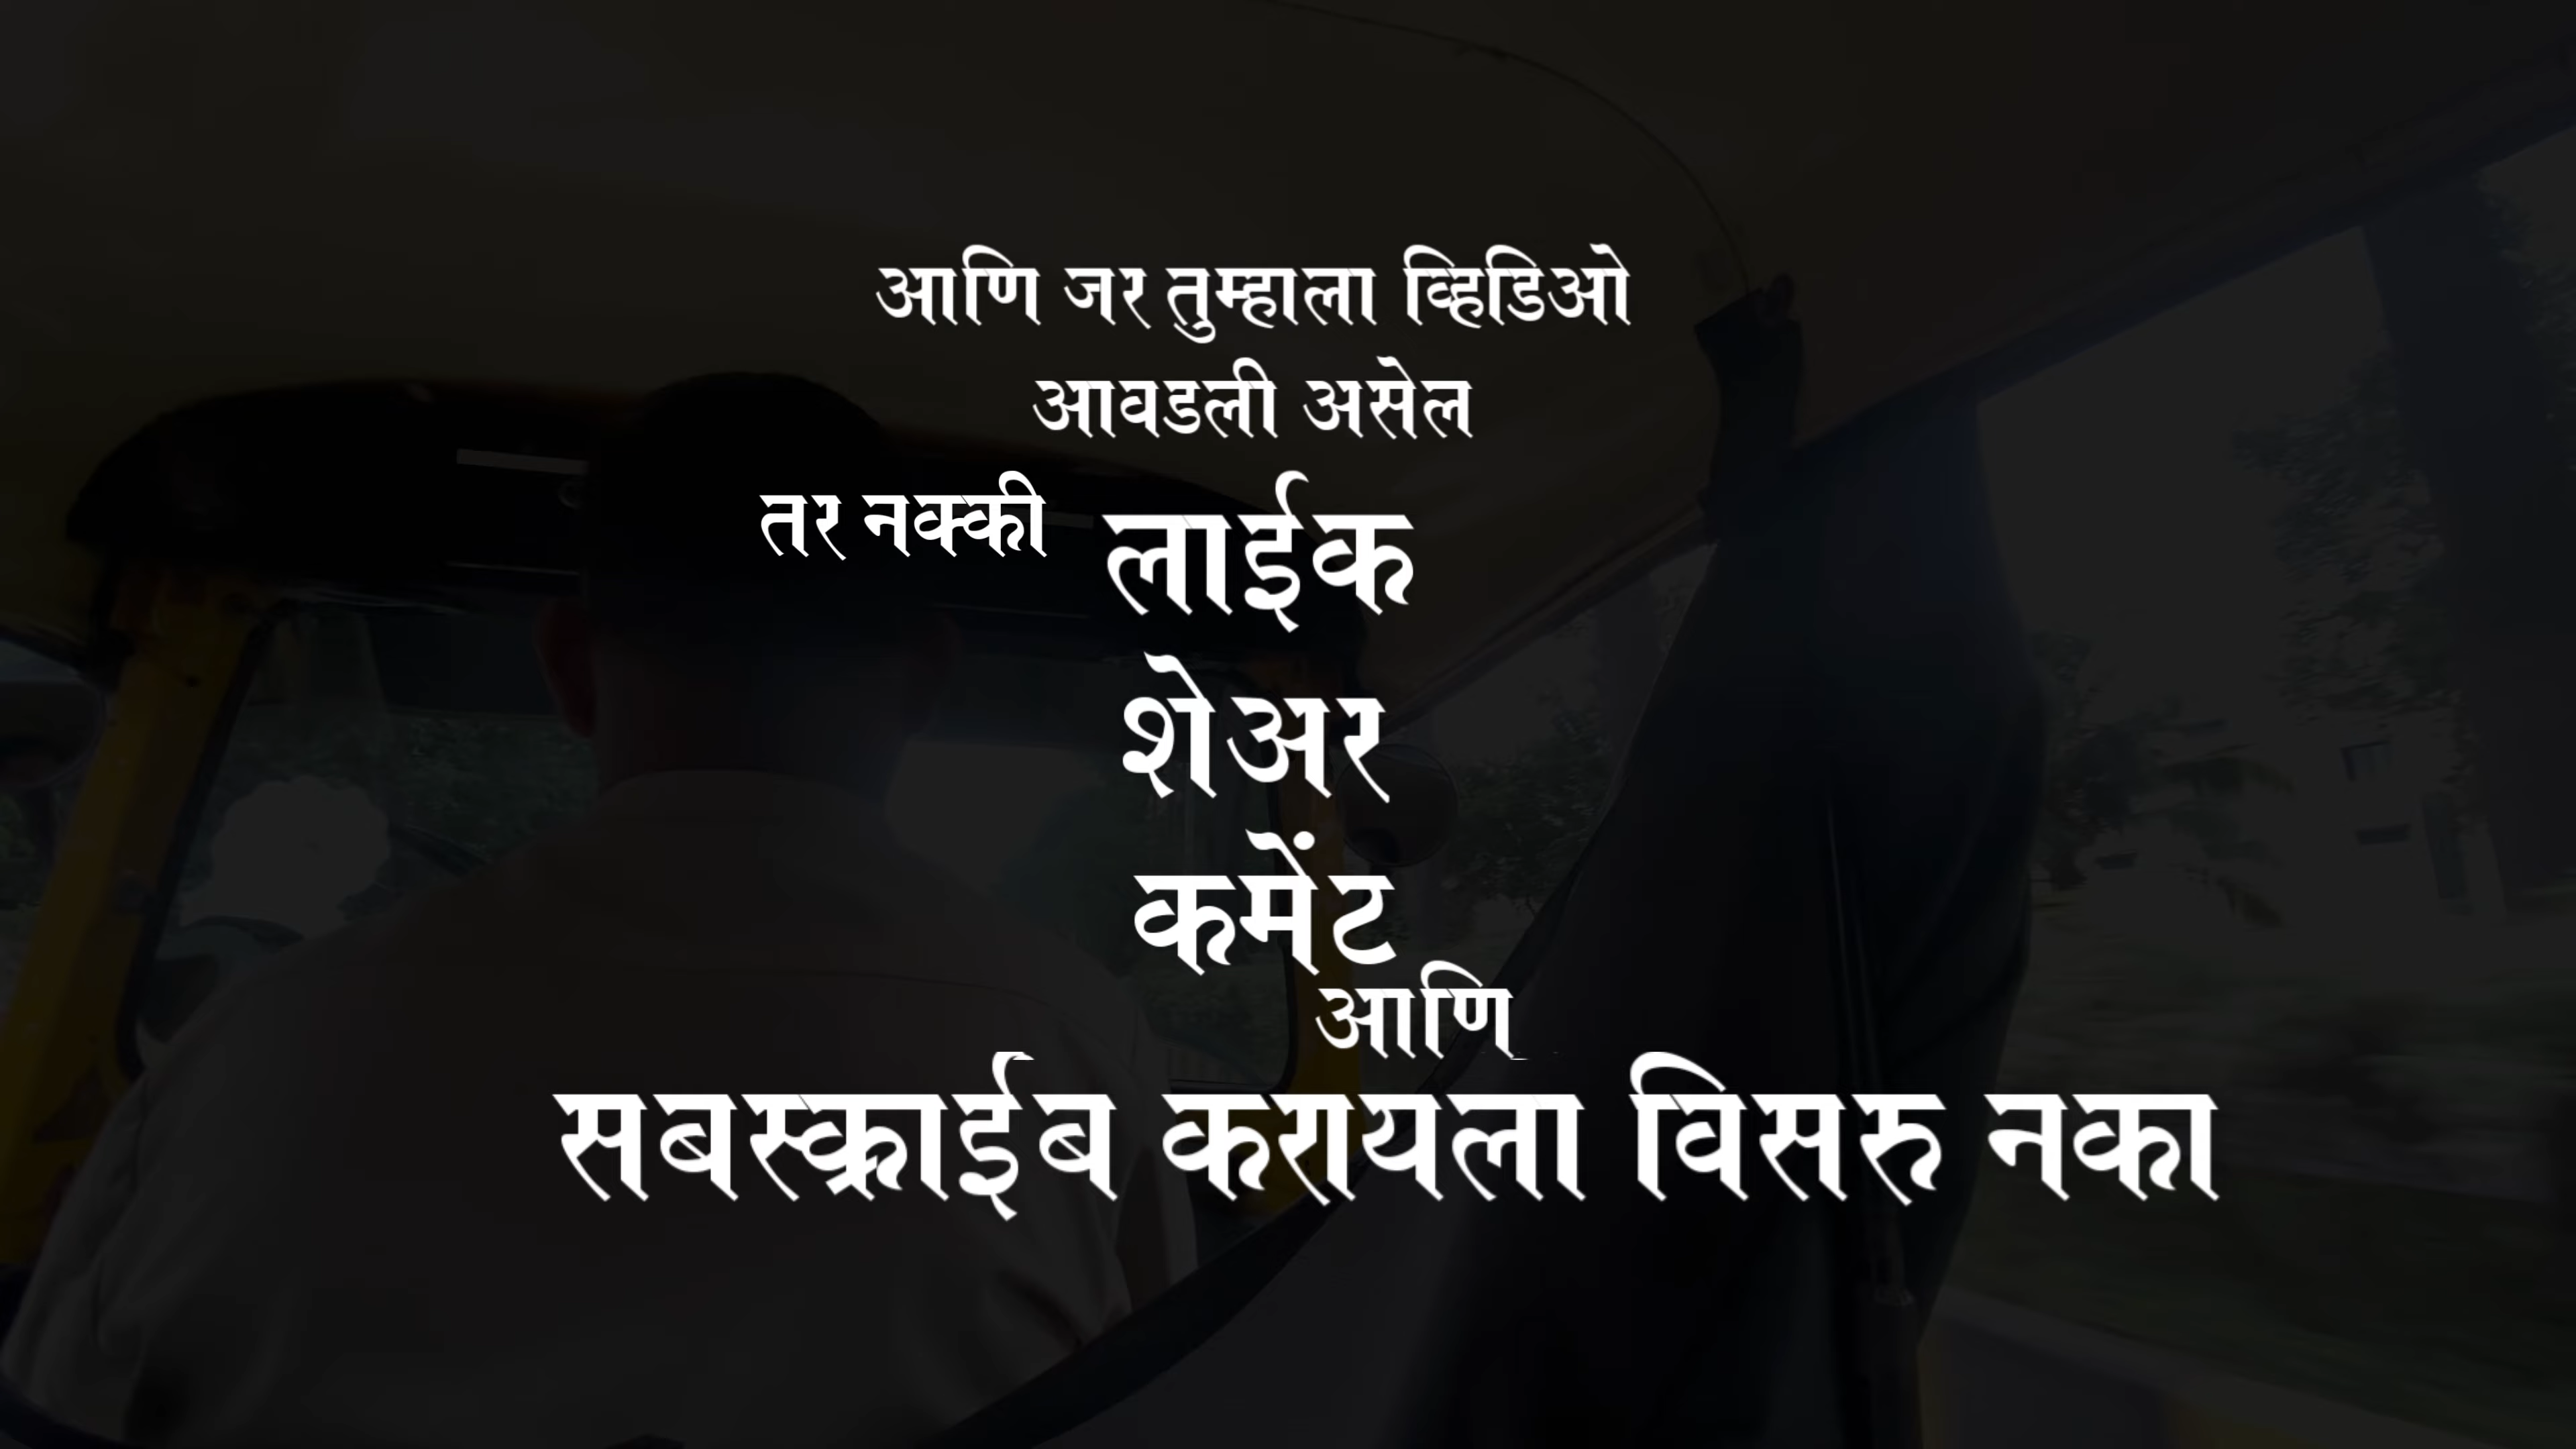 आणि जर तुम्हाला व्हिडिओ
आवडली असेल
तर नक्की लाईक
शेअर
कमेंट
आणि
सबस्क्राईब करायला विसरु नका